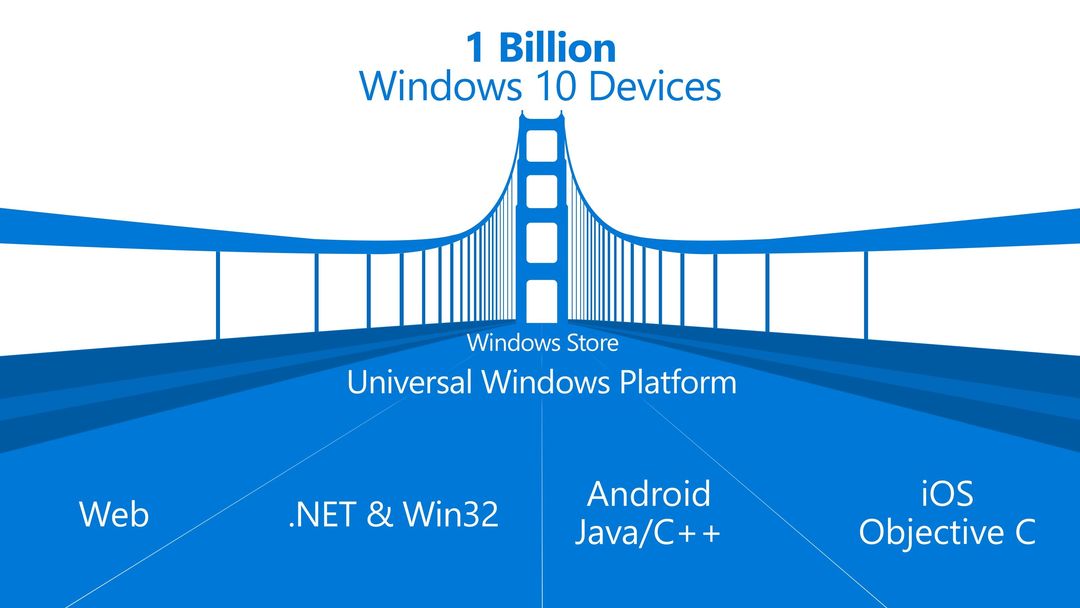 1 Billion
Windows 10 Devices
Windows Store
Universal Windows Platform
Web
.NET & Win32
Android
Java/C++
iOS
Objective C